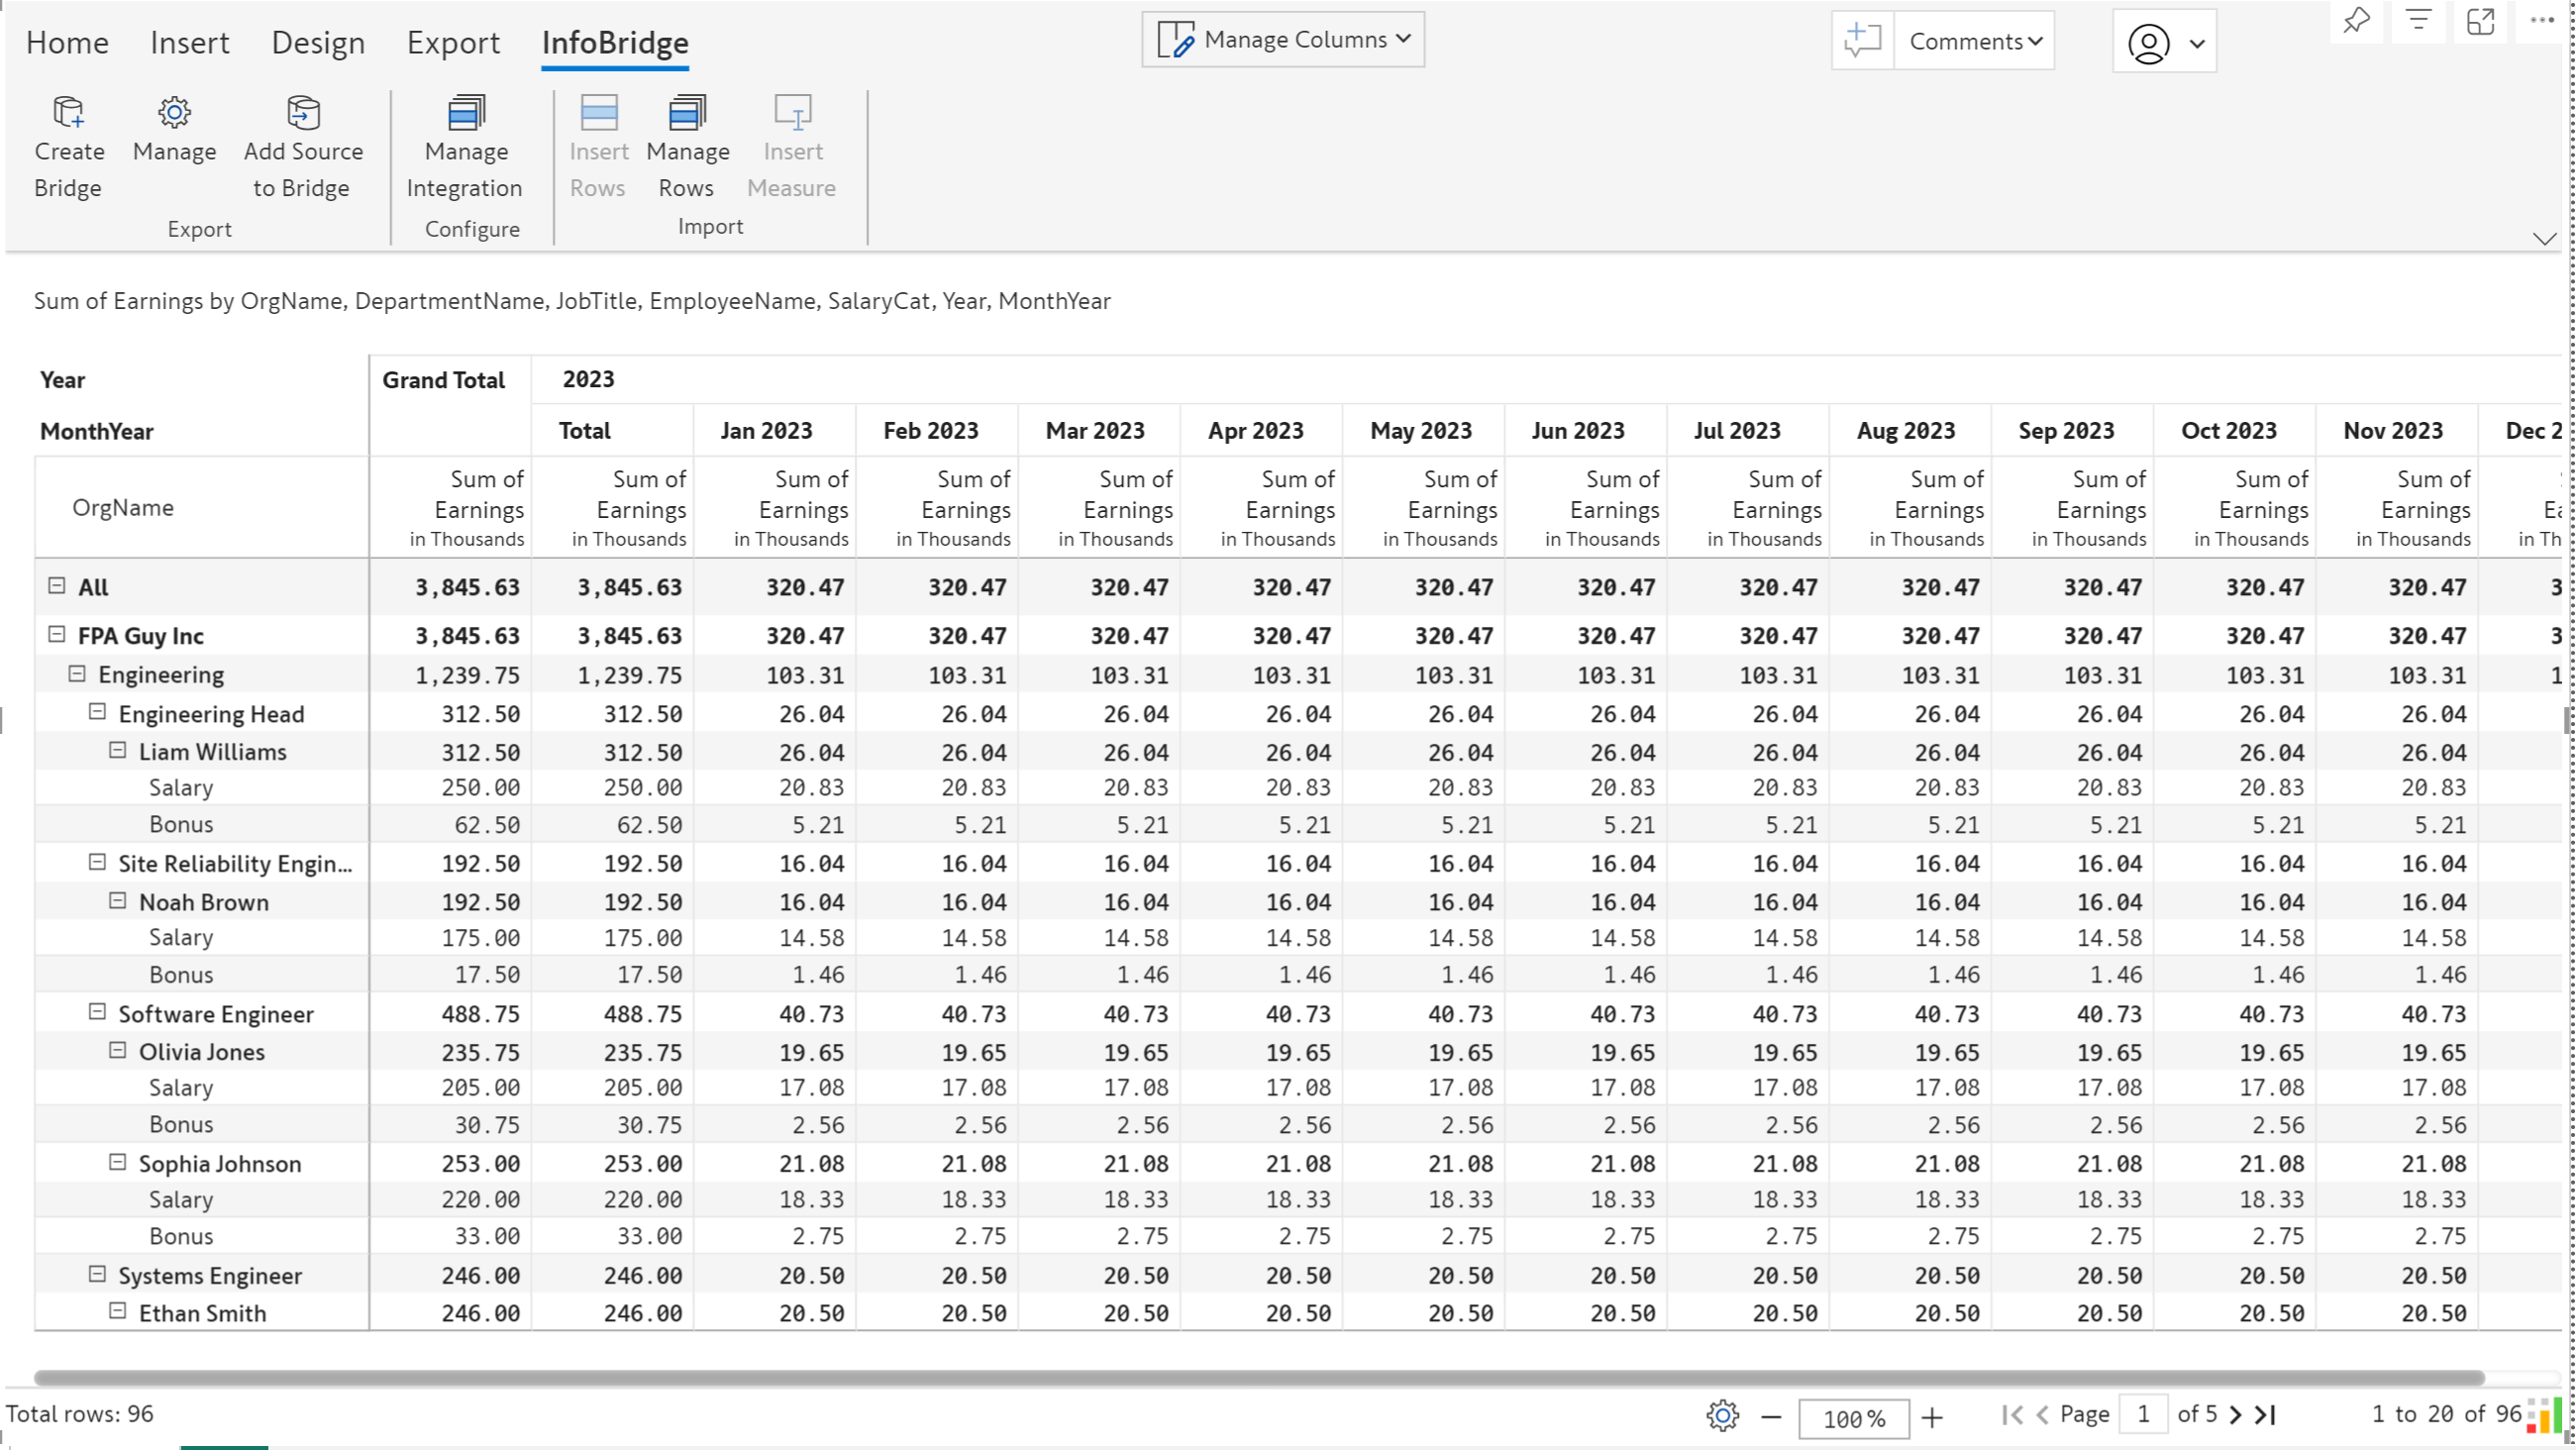 Home Insert Design Export InfoBridge Manage Columns Comments
Create Bridge Manage Add Source to Bridge Manage Integration Insert Rows Manage Rows Insert Measure
Export Configure Import
Sum of Earnings by OrgName, DepartmentName, JobTitle, EmployeeName, SalaryCat, Year, MonthYear
Year Grand Total 2023
MonthYear Total Jan 2023 Feb 2023 Mar 2023 Apr 2023 May 2023 Jun 2023 Jul 2023 Aug 2023 Sep 2023 Oct 2023 Nov 2023 Dec 2
Sum of Sum of Sum of Sum of Sum of Sum of Sum of Sum of Sum of Sum of Sum of Sum of Sum of
OrgName Earnings Earnings Earnings Earnings Earnings Earnings Earnings Earnings Earnings Earnings Earnings Earnings Earnings
in Thousands in Thousands in Thousands in Thousands in Thousands in Thousands in Thousands in Thousands in Thousands in Thousands in Thousands in Thousands in Thousands in Th
All 3,845.63 3,845.63 320.47 320.47 320.47 320.47 320.47 320.47 320.47 320.47 320.47 320.47 320.47 3
FPA Guy Inc 3,845.63 3,845.63 320.47 320.47 320.47 320.47 320.47 320.47 320.47 320.47 320.47 320.47 320.47 3
Engineering 1,239.75 1,239.75 103.31 103.31 103.31 103.31 103.31 103.31 103.31 103.31 103.31 103.31 103.31 1
Engineering Head 312.50 312.50 26.04 26.04 26.04 26.04 26.04 26.04 26.04 26.04 26.04 26.04 26.04
Liam Williams 312.50 312.50 26.04 26.04 26.04 26.04 26.04 26.04 26.04 26.04 26.04 26.04 26.04
Salary 250.00 250.00 20.83 20.83 20.83 20.83 20.83 20.83 20.83 20.83 20.83 20.83 20.83
Bonus 62.50 62.50 5.21 5.21 5.21 5.21 5.21 5.21 5.21 5.21 5.21 5.21 5.21
Site Reliability Engin... 192.50 192.50 16.04 16.04 16.04 16.04 16.04 16.04 16.04 16.04 16.04 16.04 16.04
Noah Brown 192.50 192.50 16.04 16.04 16.04 16.04 16.04 16.04 16.04 16.04 16.04 16.04 16.04
Salary 175.00 175.00 14.58 14.58 14.58 14.58 14.58 14.58 14.58 14.58 14.58 14.58 14.58
Bonus 17.50 17.50 1.46 1.46 1.46 1.46 1.46 1.46 1.46 1.46 1.46 1.46 1.46
Software Engineer 488.75 488.75 40.73 40.73 40.73 40.73 40.73 40.73 40.73 40.73 40.73 40.73 40.73
Olivia Jones 235.75 235.75 19.65 19.65 19.65 19.65 19.65 19.65 19.65 19.65 19.65 19.65 19.65
Salary 205.00 205.00 17.08 17.08 17.08 17.08 17.08 17.08 17.08 17.08 17.08 17.08 17.08
Bonus 30.75 30.75 2.56 2.56 2.56 2.56 2.56 2.56 2.56 2.56 2.56 2.56 2.56
Sophia Johnson 253.00 253.00 21.08 21.08 21.08 21.08 21.08 21.08 21.08 21.08 21.08 21.08 21.08
Salary 220.00 220.00 18.33 18.33 18.33 18.33 18.33 18.33 18.33 18.33 18.33 18.33 18.33
Bonus 33.00 33.00 2.75 2.75 2.75 2.75 2.75 2.75 2.75 2.75 2.75 2.75 2.75
Systems Engineer 246.00 246.00 20.50 20.50 20.50 20.50 20.50 20.50 20.50 20.50 20.50 20.50 20.50
Ethan Smith 246.00 246.00 20.50 20.50 20.50 20.50 20.50 20.50 20.50 20.50 20.50 20.50 20.50
Total rows: 96 100 % Page 1 of 5 1 to 20 of 96